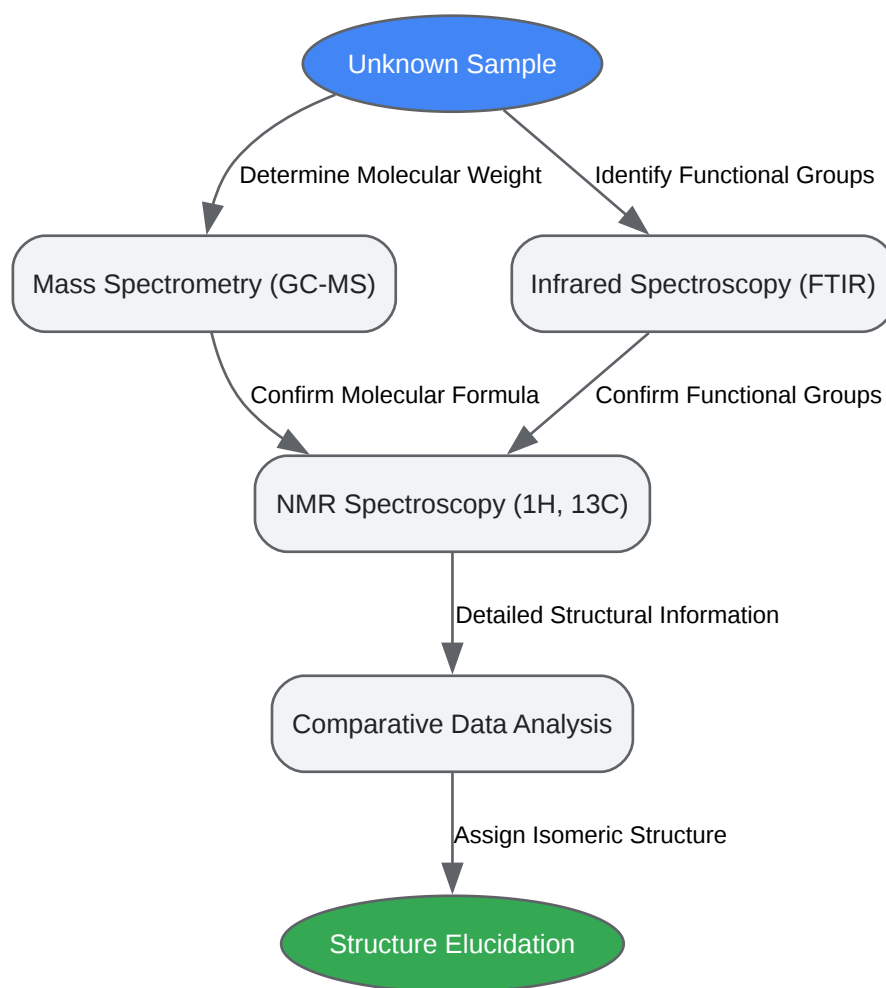 Unknown Sample
Determine Molecular Weight
Identify Functional Groups
Mass Spectrometry (GC-MS)
Infrared Spectroscopy (FTIR)
Confirm Molecular Formula
Confirm Functional Groups
NMR Spectroscopy (1H, 13C)
Detailed Structural Information
Comparative Data Analysis
Assign Isomeric Structure
Structure Elucidation